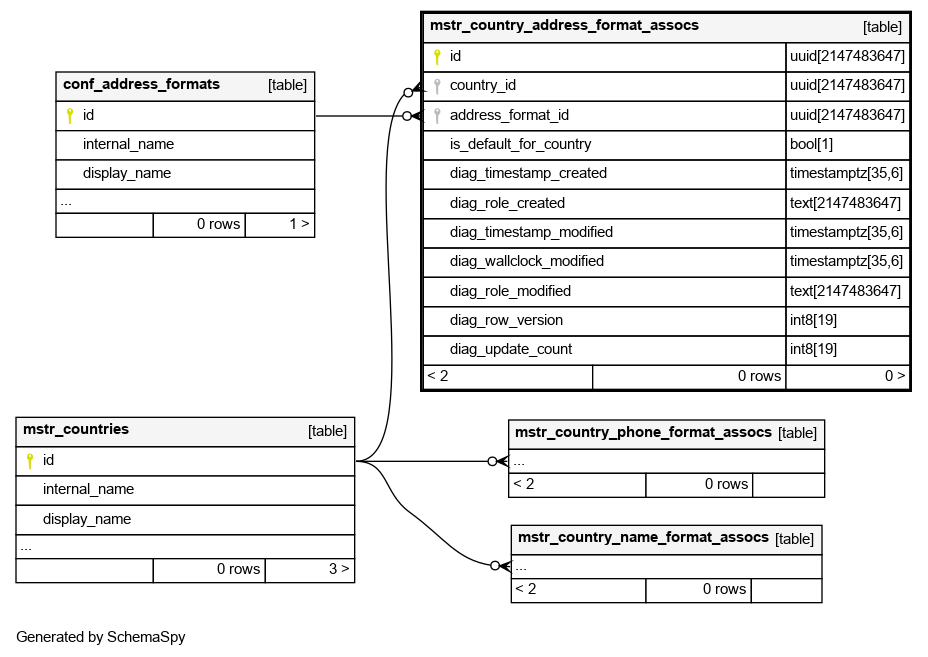 mstr_country_address_format_assocs [table]
id uuid[2147483647]
country_id uuid[2147483647]
address_format_id uuid[2147483647]
is_default_for_country bool[1]
diag_timestamp_created timestamptz[35,6]
diag_role_created text[2147483647]
diag_timestamp_modified timestamptz[35,6]
diag_wallclock_modified timestamptz[35,6]
diag_role_modified text[2147483647]
diag_row_version int8[19]
diag_update_count int8[19]
< 2 0 rows 0 >
conf_address_formats [table]
id
internal_name
display_name
...
0 rows 1 >
mstr_countries [table]
id
internal_name
display_name
...
0 rows 3 >
mstr_country_phone_format_assocs [table]
...
< 2 0 rows
mstr_country_name_format_assocs [table]
...
< 2 0 rows
Generated by SchemaSpy